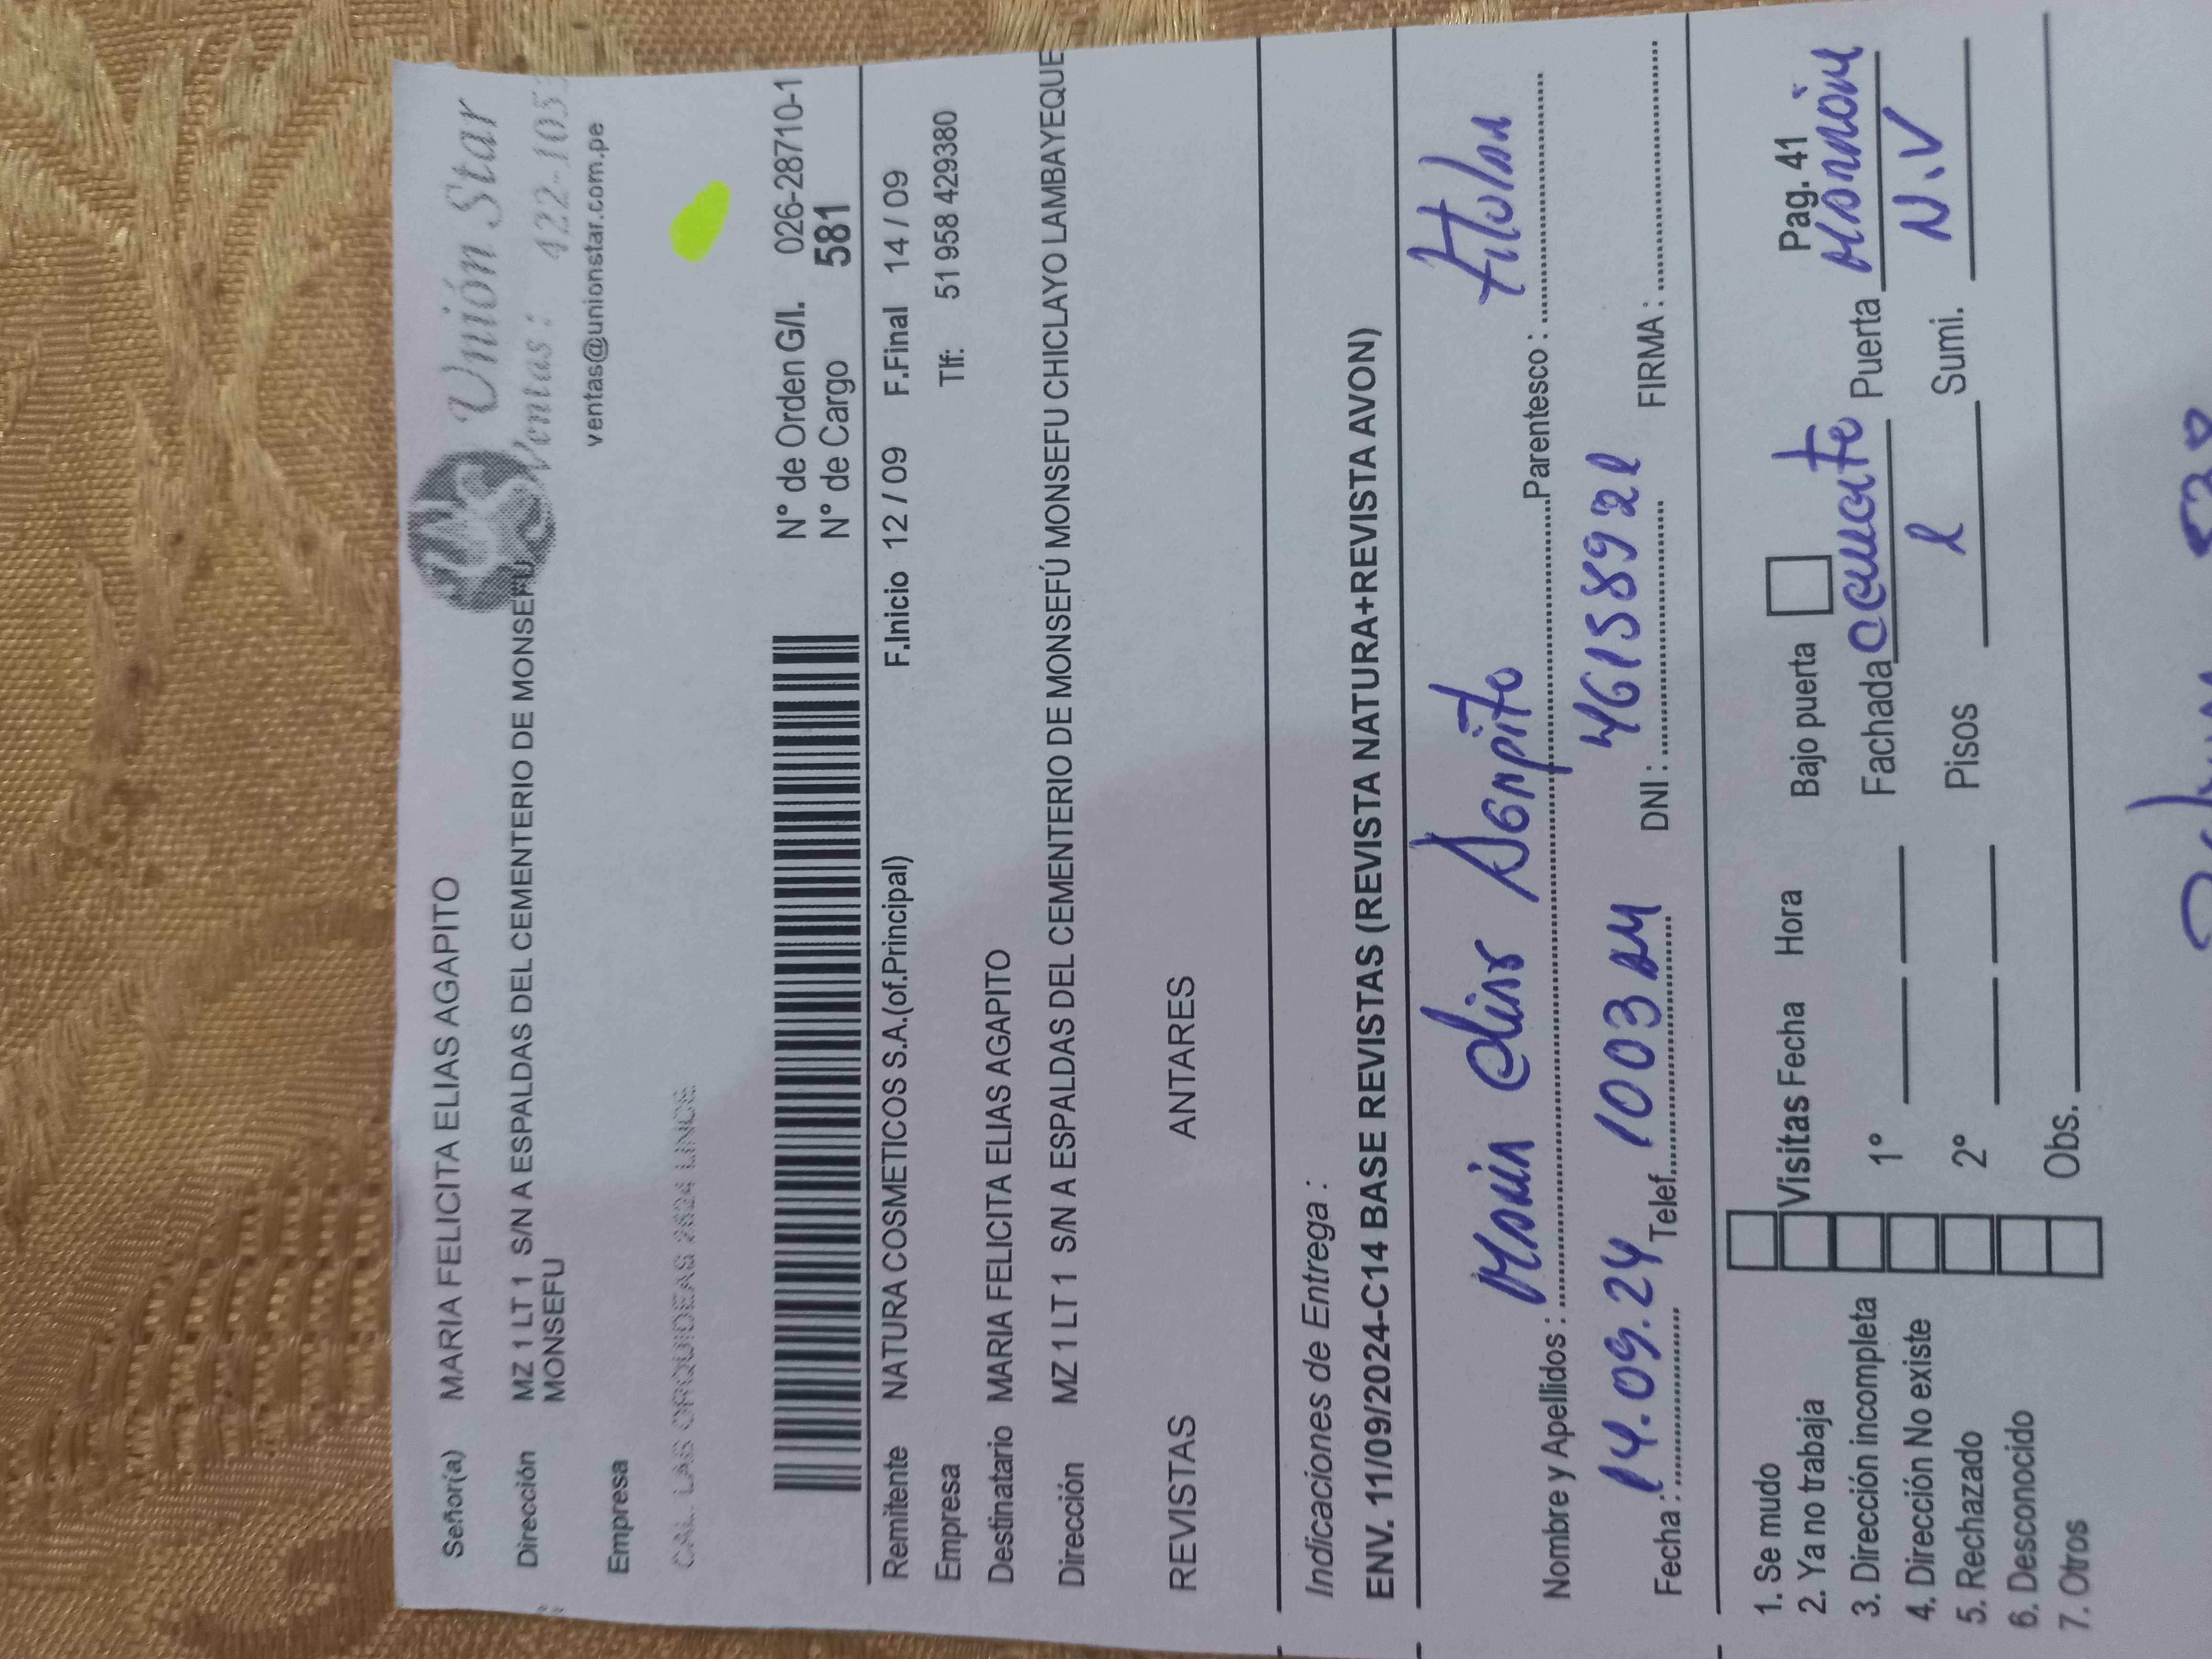 Unión Star
Ventas: 422-105
ventas@unionstar.com.pe
Señor(a) MARIA FELICITA ELIAS AGAPITO
Dirección MZ 1 LT 1 S/N A ESPALDAS DEL CEMENTERIO DE MONSEFU,
MONSEFU
Empresa
CAL. LAS ORQUIDEAS 2624 LINCE
N° de Orden G/I. 026-28710-1
N° de Cargo 581
Remitente NATURA COSMETICOS S.A.(of.Principal) F.Inicio 12 / 09 F.Final 14 / 09
Empresa Tlf: 51 958 429380
Destinatario MARIA FELICITA ELIAS AGAPITO
Dirección MZ 1 LT 1 S/N A ESPALDAS DEL CEMENTERIO DE MONSEFÚ MONSEFU CHICLAYO LAMBAYEQUE
REVISTAS ANTARES
Indicaciones de Entrega :
ENV. 11/09/2024-C14 BASE REVISTAS (REVISTA NATURA+REVISTA AVON)
Nombre y Apellidos : Maria Elias Agapito Parentesco : titular
Fecha : 14.09.24 Telef. 1003 AM DNI : 46158921 FIRMA :
1. Se mudo
2. Ya no trabaja
3. Dirección incompleta
4. Dirección No existe
5. Rechazado
6. Desconocido
7. Otros
Visitas Fecha Hora
1°
2°
Obs.
Bajo puerta Pag. 41
Fachada cemento Puerta marrón
Pisos 1 Sumi. N.V